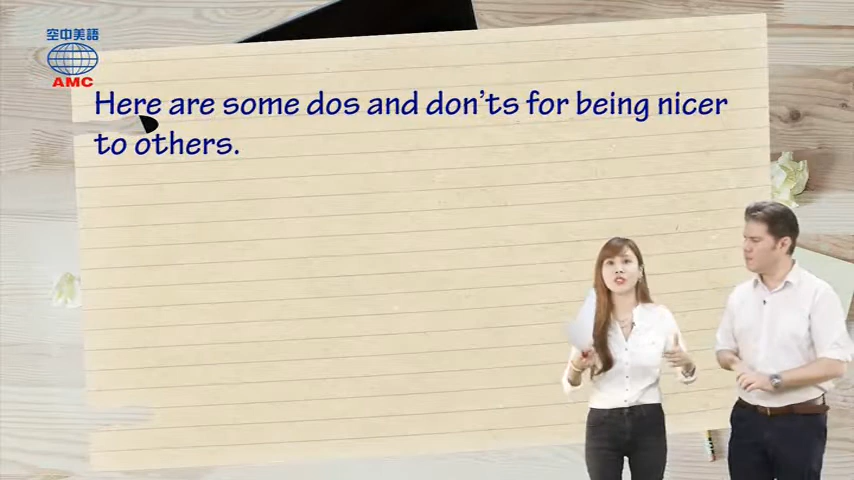 空中美語
AMC
Here are some dos and don'ts for being nicer
to others.